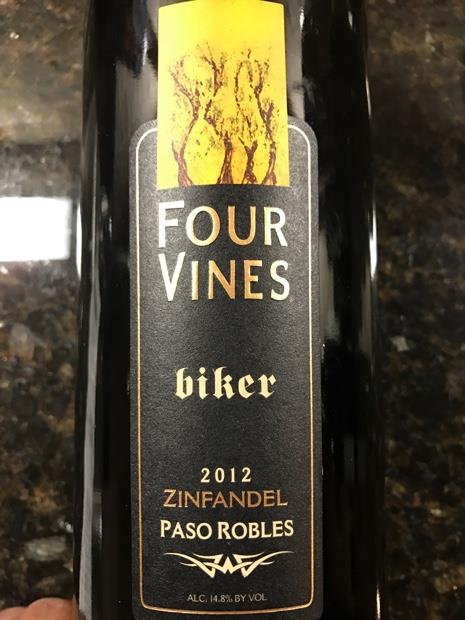 FOUR
VINES
biker
2012
ZINFANDEL
PASO ROBLES
ALC. 14.8% BY VOL